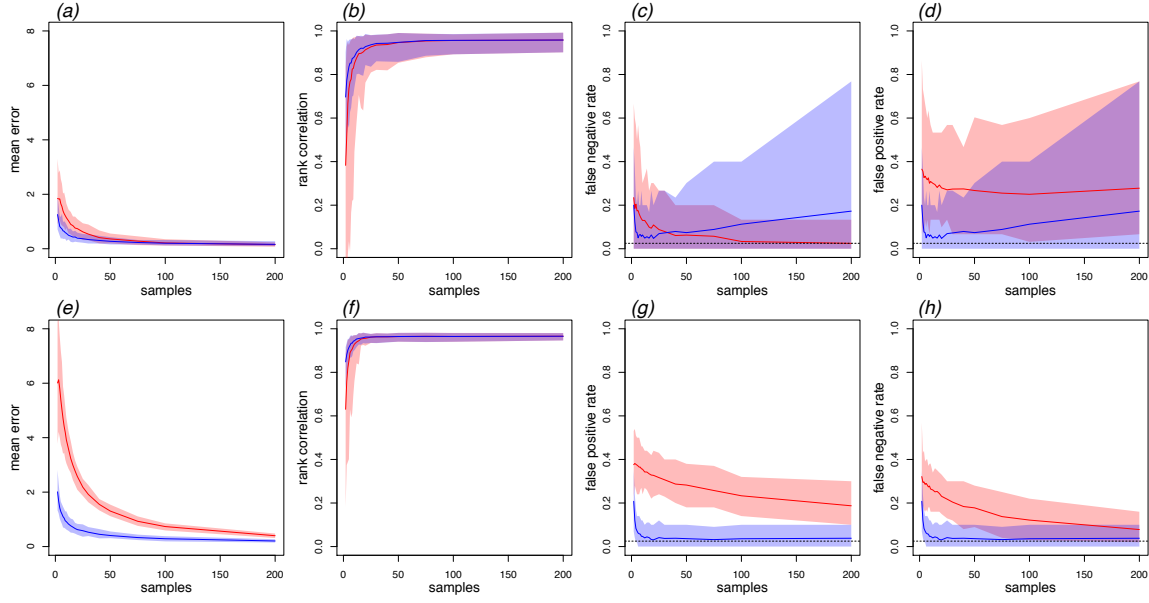 (a)
mean error
0 2 4 6 8
0 50 100 150 200
samples
(b)
rank correlation
0.0 0.2 0.4 0.6 0.8 1.0
0 50 100 150 200
samples
(c)
false negative rate
0.0 0.2 0.4 0.6 0.8 1.0
0 50 100 150 200
samples
(d)
false positive rate
0.0 0.2 0.4 0.6 0.8 1.0
0 50 100 150 200
samples
(e)
mean error
0 2 4 6 8
0 50 100 150 200
samples
(f)
rank correlation
0.0 0.2 0.4 0.6 0.8 1.0
0 50 100 150 200
samples
(g)
false positive rate
0.0 0.2 0.4 0.6 0.8 1.0
0 50 100 150 200
samples
(h)
false negative rate
0.0 0.2 0.4 0.6 0.8 1.0
0 50 100 150 200
samples